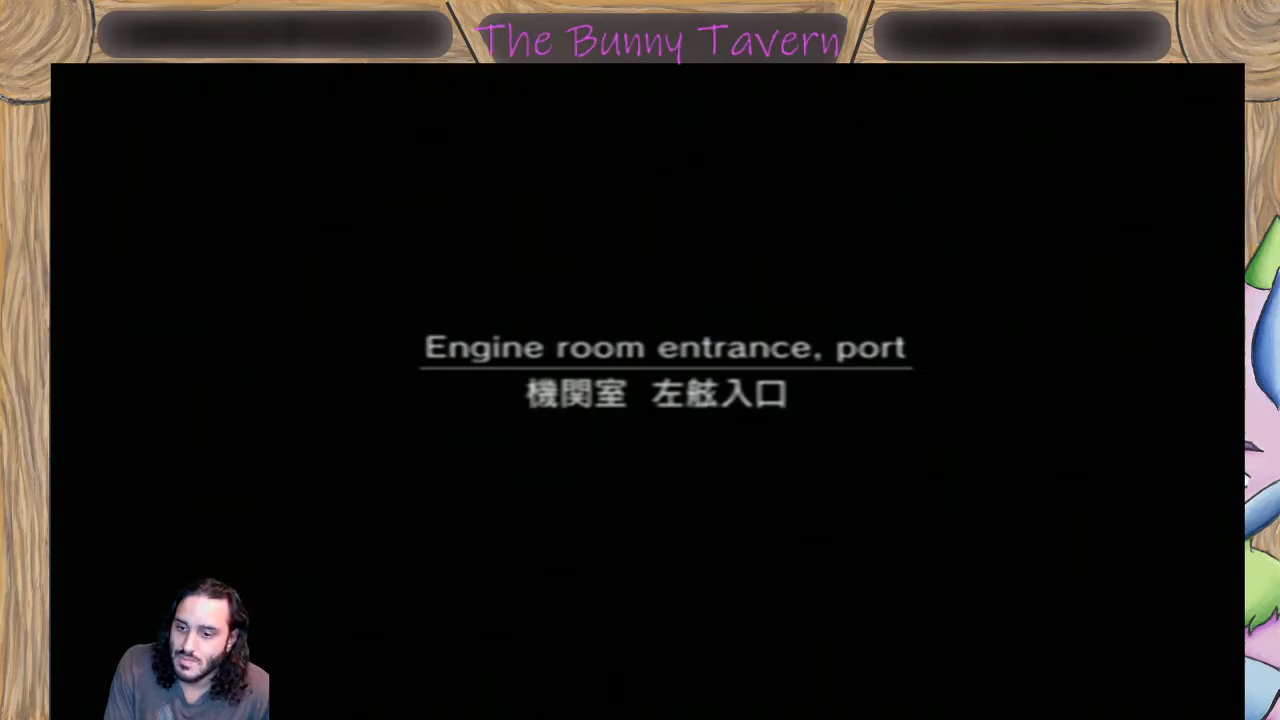 The Bunny Tavern
Engine room entrance, port
機関室 左舷入口